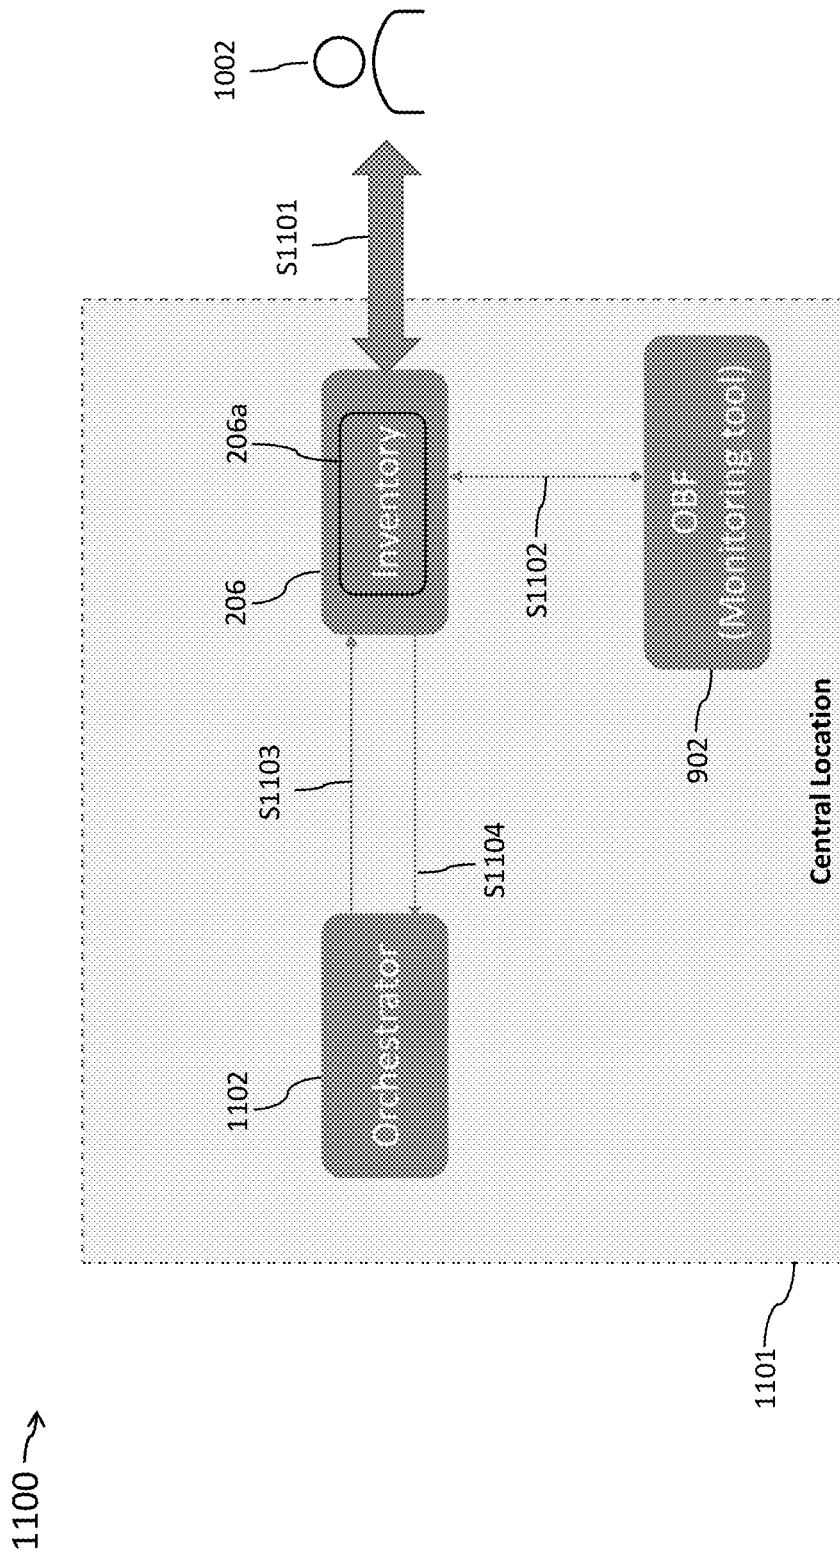 1100
1101
1102
Orchestrator
S1103
S1104
206
206a
Inventory
S1101
1002
S1102
902
OBF
(Monitoring tool)
Central Location